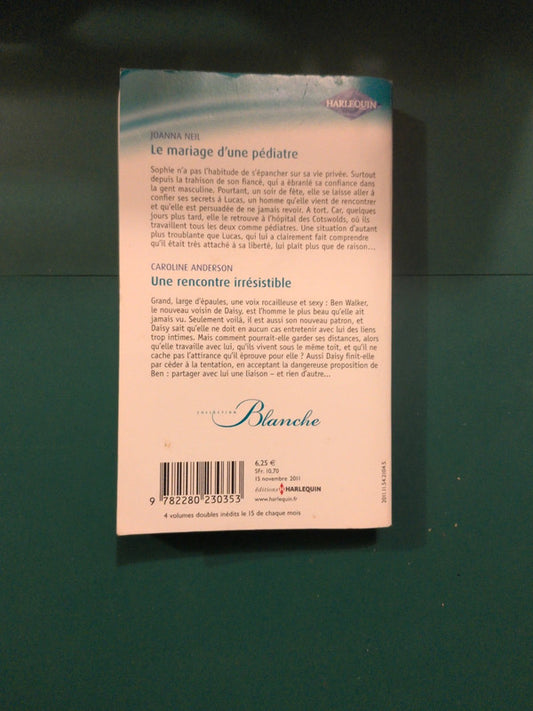 HARLEQUIN
JOANNA NEIL
Le mariage d'une pédiatre
Sophie n'a pas l'habitude de s'épancher sur sa vie privée. Surtout
depuis la trahison de son fiancé, qui a ébranlé sa confiance dans
la gent masculine. Pourtant, un soir de fête, elle se laisse aller à
confier ses secrets à Lucas, un homme qu'elle vient de rencontrer
et qu'elle est persuadée de ne jamais revoir. A tort. Car, quelques
jours plus tard, elle le retrouve à l'hôpital des Cotswolds, où ils
travaillent tous les deux comme pédiatres. Une situation d'autant
plus troublante que Lucas, qui lui a clairement fait comprendre
qu'il était très attaché à sa liberté, lui plaît plus que de raison...
CAROLINE ANDERSON
Une rencontre irrésistible
Grand, large d'épaules, une voix rocailleuse et sexy : Ben Walker,
le nouveau voisin de Daisy, est l'homme le plus beau qu'elle ait
jamais vu. Seulement voilà, il est aussi son nouveau patron, et
Daisy sait qu'elle ne doit en aucun cas entretenir avec lui des liens
trop intimes. Mais comment pourrait-elle garder ses distances, alors
qu'elle travaille avec lui, qu'ils vivent sous le même toit, et qu'il ne
cache pas l'attirance qu'il éprouve pour elle ? Aussi Daisy finit-elle
par céder à la tentation, en acceptant la dangereuse proposition de
Ben : partager avec lui une liaison – et rien d'autre...
COLLECTION
Blanche
6,25 €
SFr. 10,70
15 novembre 2011
éditions HARLEQUIN
www.harlequin.fr
9 782280 230353
4 volumes doubles inédits le 15 de chaque mois
2011.11.54.2104.5